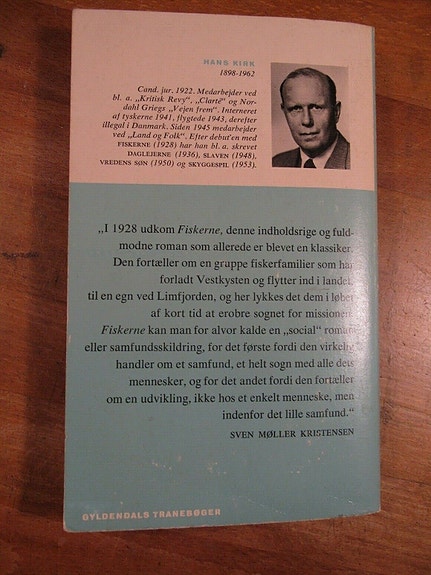 HANS KIRK
1898-1962
Cand. jur. 1922. Medarbejder ved
bl. a. „Kritisk Revy“, „Clarté“ og Nor-
dahl Griegs „Vejen frem“. Interneret
af tyskerne 1941, flygtede 1943, derefter
illegal i Danmark. Siden 1945 medarbejder
ved „Land og Folk“. Efter debut'en med
FISKERNE (1928) har han bl. a. skrevet
DAGLEJERNE (1936), SLAVEN (1948),
VREDENS SØN (1950) og SKYGGESPIL (1953).
„I 1928 udkom Fiskerne, denne indholdsrige og fuld-
modne roman som allerede er blevet en klassiker.
Den fortæller om en gruppe fiskerfamilier som har
forladt Vestkysten og flytter ind i landet,
til en egn ved Limfjorden, og her lykkes det dem i løbet
af kort tid at erobre sognet for missionen.
Fiskerne kan man for alvor kalde en „social“ roman
eller samfundsskildring, for det første fordi den virkelig
handler om et samfund, et helt sogn med alle dets
mennesker, og for det andet fordi den fortæller
om en udvikling, ikke hos et enkelt menneske, men
indenfor det lille samfund.“
SVEN MØLLER KRISTENSEN
GYLDENDALS TRANEBØGER